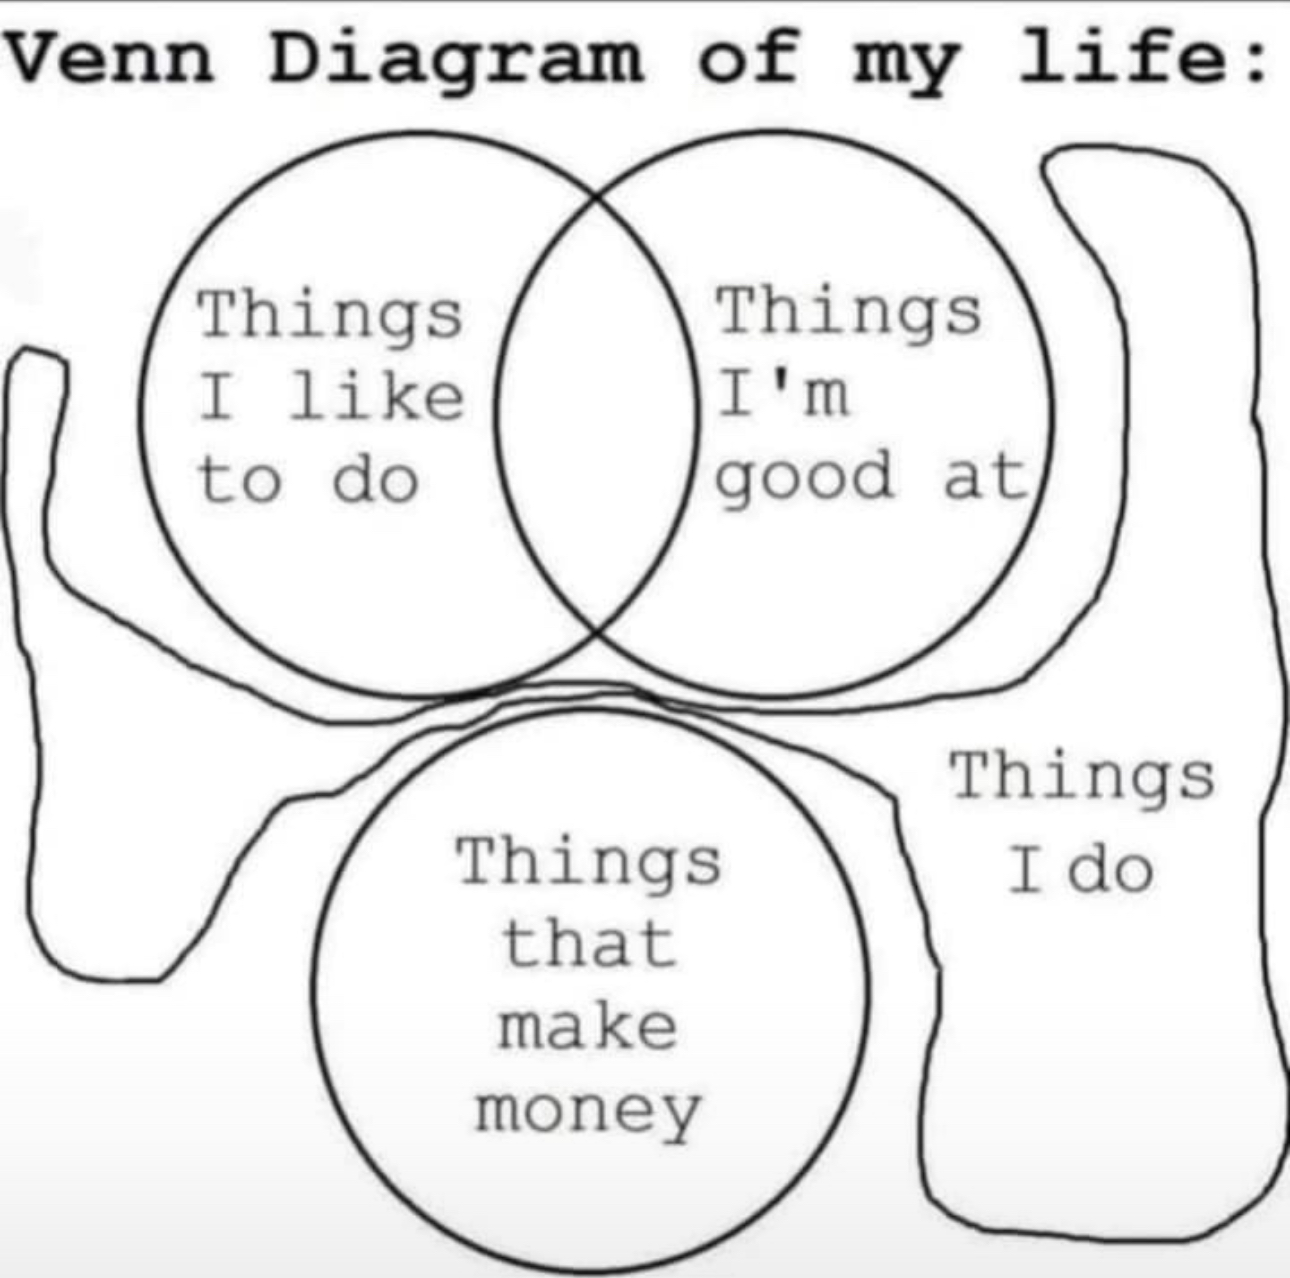 Venn Diagram of my life:
Things
I like
to do
Things
I'm
good at
Things
I do
Things
that
make
money